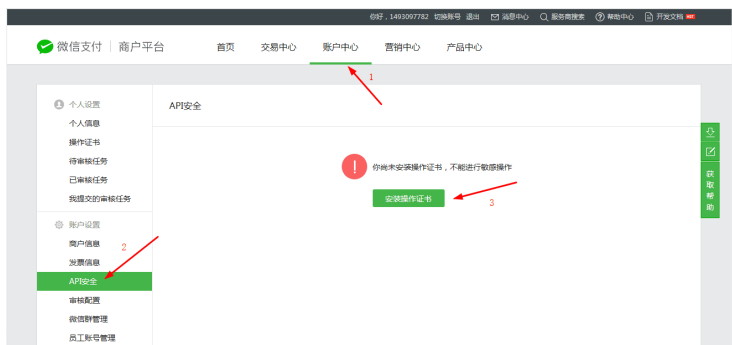 你好，1493097782 切换账号 退出 消息中心 服务商搜索 帮助中心 开发文档
微信支付 | 商户平台 首页 交易中心 账户中心 营销中心 产品中心
1
个人设置
API安全
个人信息
操作证书
待审核任务
已审核任务
我提交的审核任务
你尚未安装操作证书，不能进行敏感操作
安装操作证书
3
获取帮助
账户设置
商户信息
2
发票信息
API安全
审核配置
微信群管理
员工账号管理